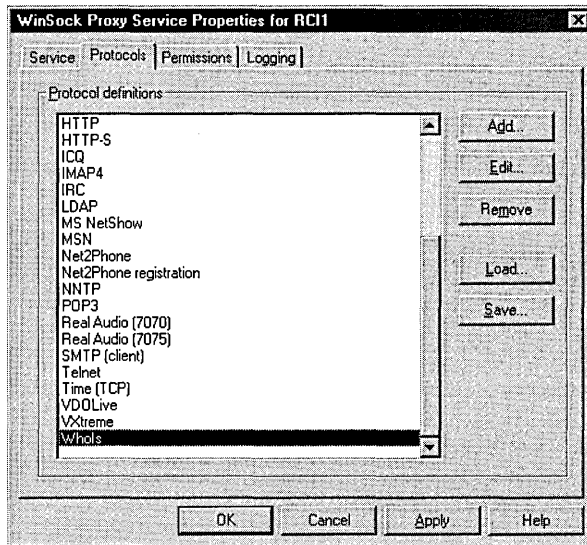 WinSock Proxy Service Properties for RCI1
Service Protocols Permissions Logging
Protocol definitions
HTTP
HTTP-S
ICQ
IMAP4
IRC
LDAP
MS NetShow
MSN
Net2Phone
Net2Phone registration
NNTP
POP3
Real Audio (7070)
Real Audio (7075)
SMTP (client)
Telnet
Time (TCP)
VDOLive
VXtreme
WhoIs
Add...
Edit...
Remove
Load...
Save...
OK Cancel Apply Help